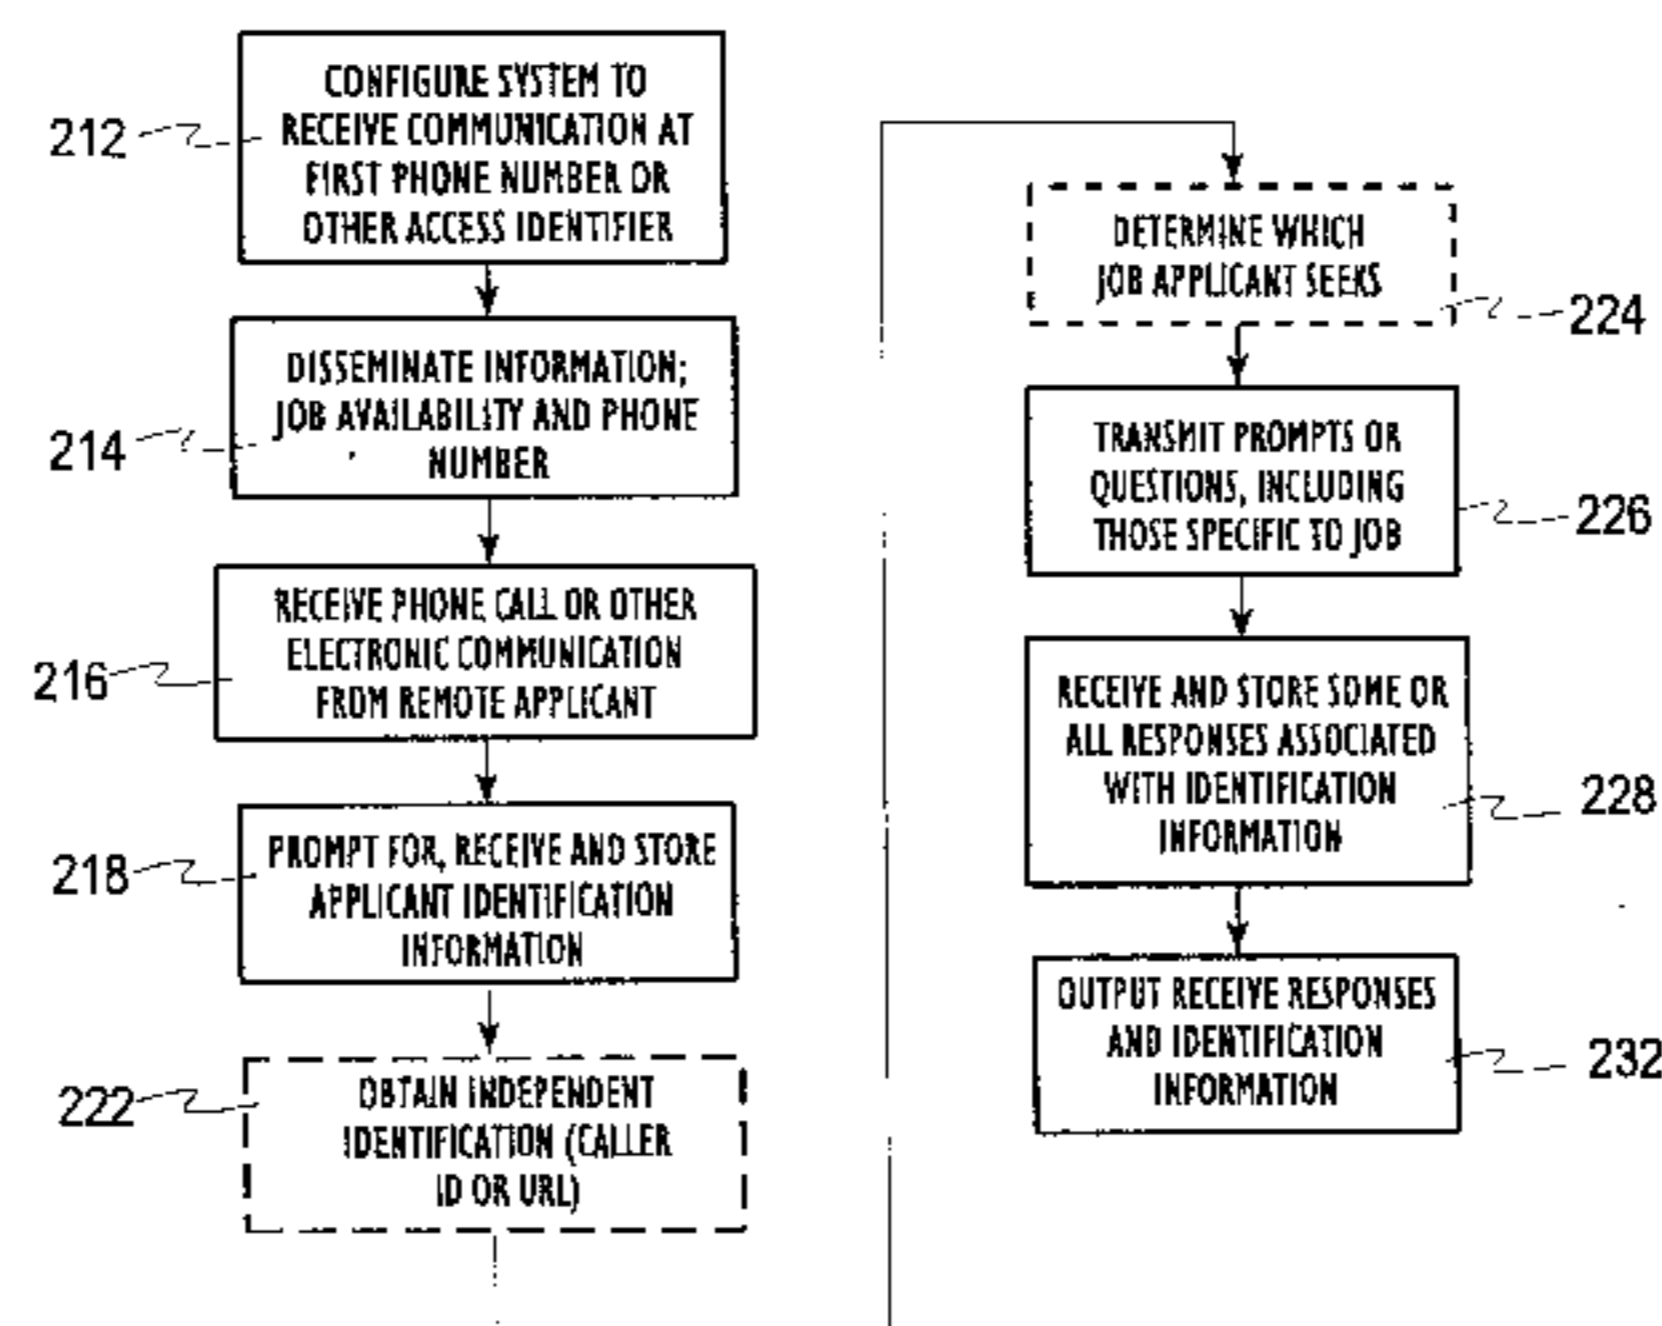 212
CONFIGURE SYSTEM TO
RECEIVE COMMUNICATION AT
FIRST PHONE NUMBER OR
OTHER ACCESS IDENTIFIER
214
DISSEMINATE INFORMATION;
JOB AVAILABILITY AND PHONE
NUMBER
216
RECEIVE PHONE CALL OR OTHER
ELECTRONIC COMMUNICATION
FROM REMOTE APPLICANT
218
PROMPT FOR, RECEIVE AND STORE
APPLICANT IDENTIFICATION
INFORMATION
222
OBTAIN INDEPENDENT
IDENTIFICATION (CALLER
ID OR URL)
DETERMINE WHICH
JOB APPLICANT SEEKS
224
TRANSMIT PROMPTS OR
QUESTIONS, INCLUDING
THOSE SPECIFIC TO JOB
226
RECEIVE AND STORE SOME OR
ALL RESPONSES ASSOCIATED
WITH IDENTIFICATION
INFORMATION
228
OUTPUT RECEIVE RESPONSES
AND IDENTIFICATION
INFORMATION
232